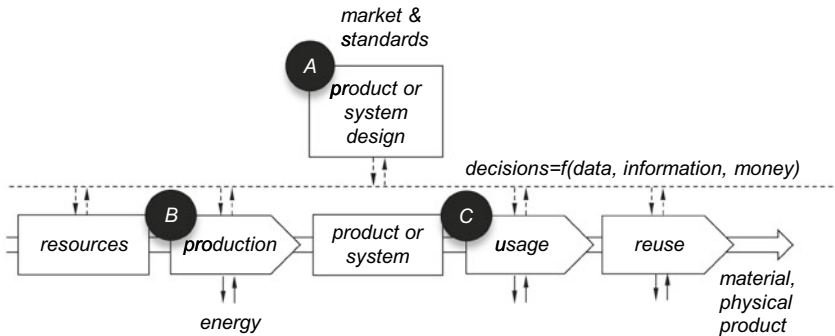 market &
standards
A
product or
system
design
decisions=f(data, information, money)
B
C
resources
production
product or
system
usage
reuse
energy
material,
physical
product